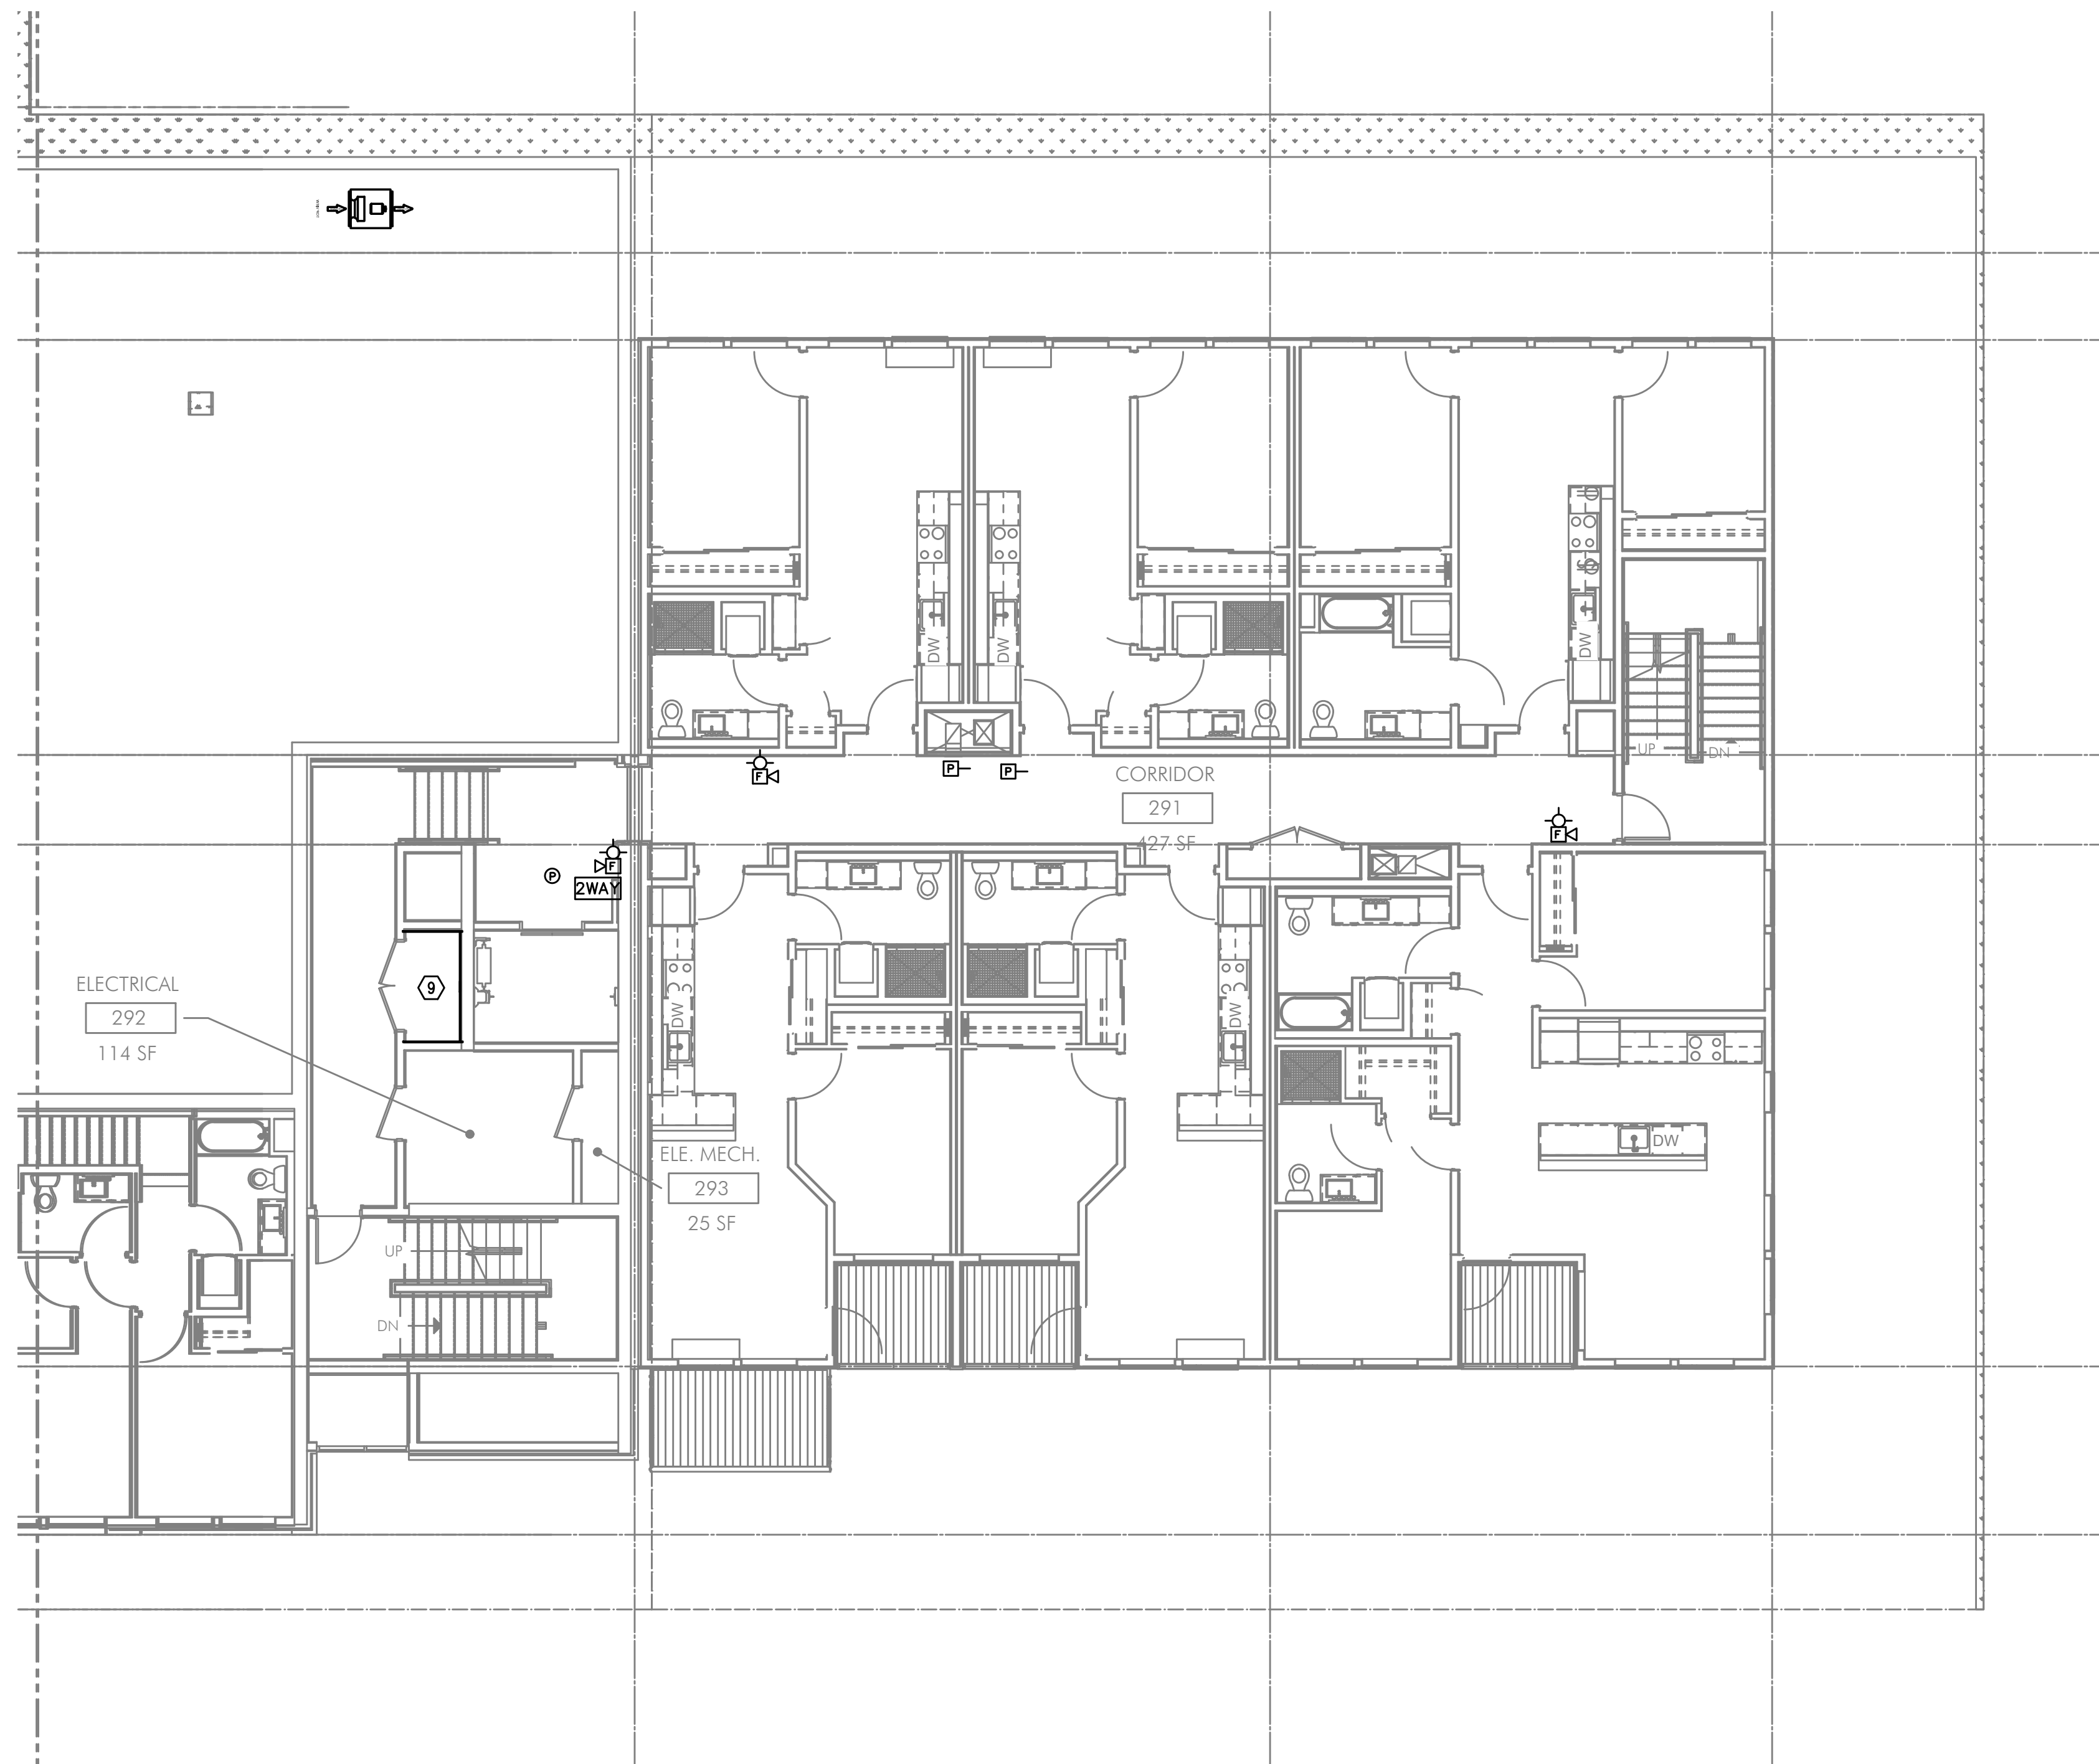 DW
DW
DW
UP
DN
F
P
P
CORRIDOR
291
427 SF
F
F
P
2WAY
9
ELECTRICAL
292
114 SF
DW
DW
DW
ELE. MECH.
293
25 SF
UP
DN